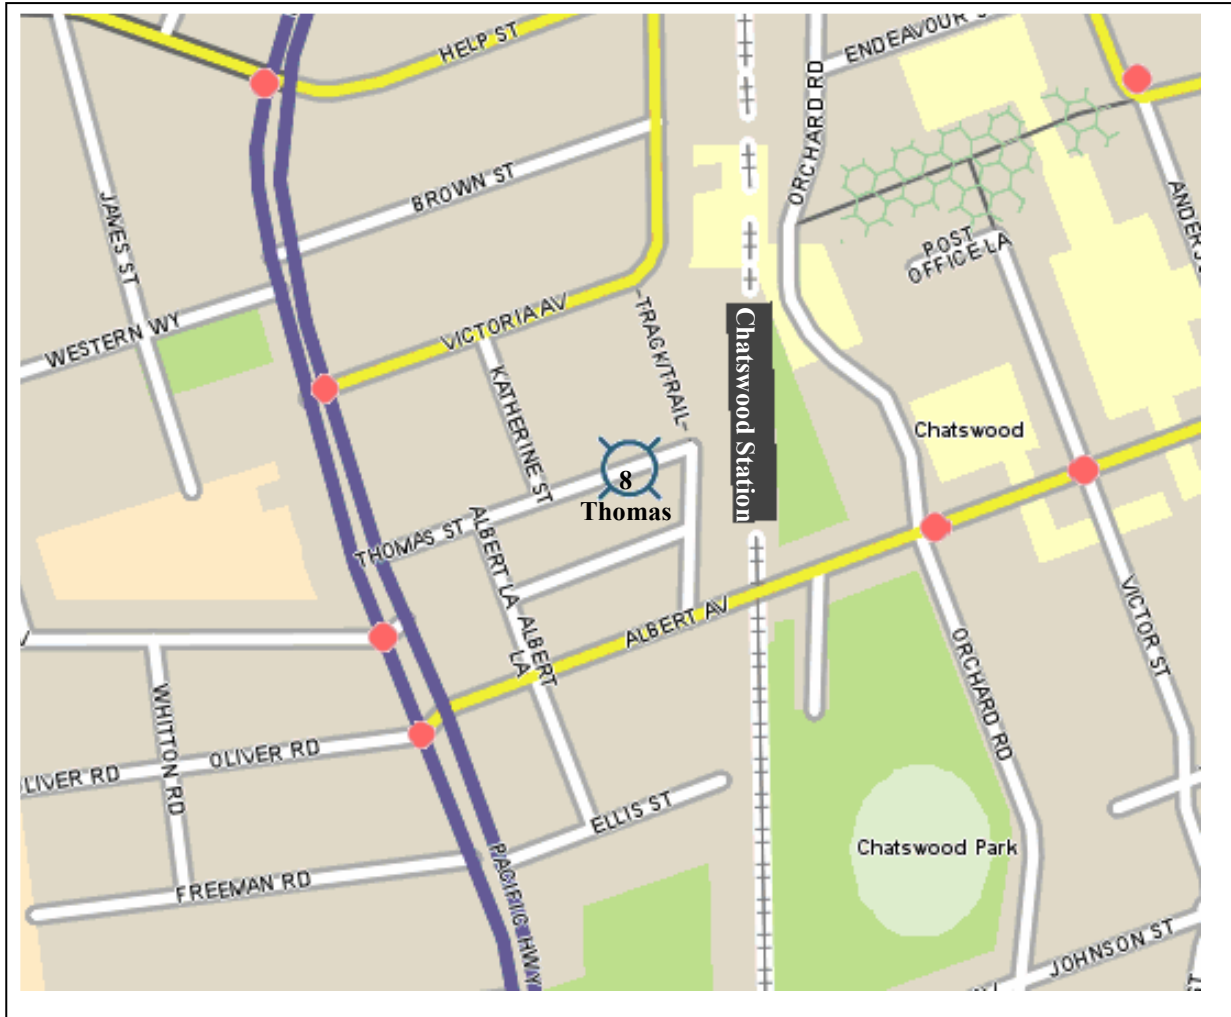 HELP ST
ENDEAVOUR
ORCHARD RD
BROWN ST
JAMES ST
POST
OFFICE LA
WESTERN WY
VICTORIA AV
-TRACK/TRAIL-
KATHERINE ST
Chatswood Station
Chatswood
8
Thomas
THOMAS ST
ALBERT LA
ALBERT
LA
ALBERT AV
VICTOR ST
ORCHARD RD
WHITTON RD
OLIVER RD
LIVER RD
ELLIS ST
Chatswood Park
FREEMAN RD
PACIFIC HWY
JOHNSON ST